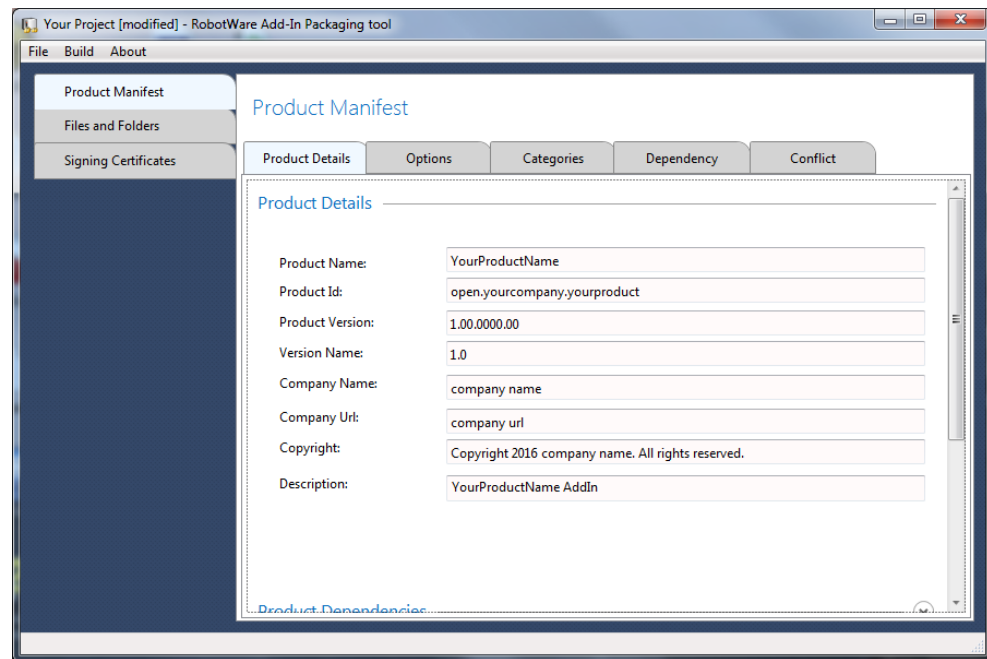 Your Project [modified] - RobotWare Add-In Packaging tool
File Build About
Product Manifest
Files and Folders
Signing Certificates
Product Manifest
Product Details Options Categories Dependency Conflict
Product Details
Product Name: YourProductName
Product Id: open.yourcompany.yourproduct
Product Version: 1.00.0000.00
Version Name: 1.0
Company Name: company name
Company Url: company url
Copyright: Copyright 2016 company name. All rights reserved.
Description: YourProductName AddIn
Product Dependencies